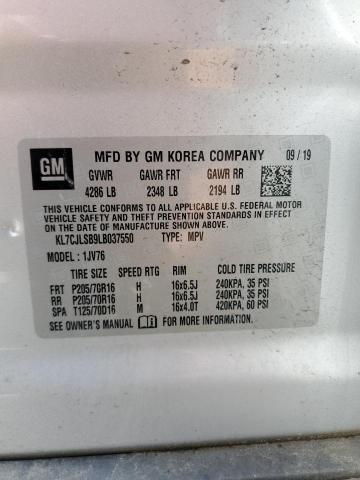 GM
MFD BY GM KOREA COMPANY 09 / 19
GVWR GAWR FRT GAWR RR
4286 LB 2348 LB 2194 LB
THIS VEHICLE CONFORMS TO ALL APPLICABLE U.S. FEDERAL MOTOR
VEHICLE SAFETY, BUMPER, AND THEFT PREVENTION STANDARDS IN EFFECT
ON THE DATE OF MANUFACTURE SHOWN ABOVE.
KL7CJLSB9LB037550 TYPE: MPV
MODEL : 1JV76
TIRE SIZE SPEED RTG RIM COLD TIRE PRESSURE
FRT P205/70R16 H 16x6.5J 240KPA, 35 PSI
RR P205/70R16 H 16x6.5J 240KPA, 35 PSI
SPA T125/70D16 M 16x4.0T 420KPA, 60 PSI
SEE OWNER'S MANUAL FOR MORE INFORMATION.